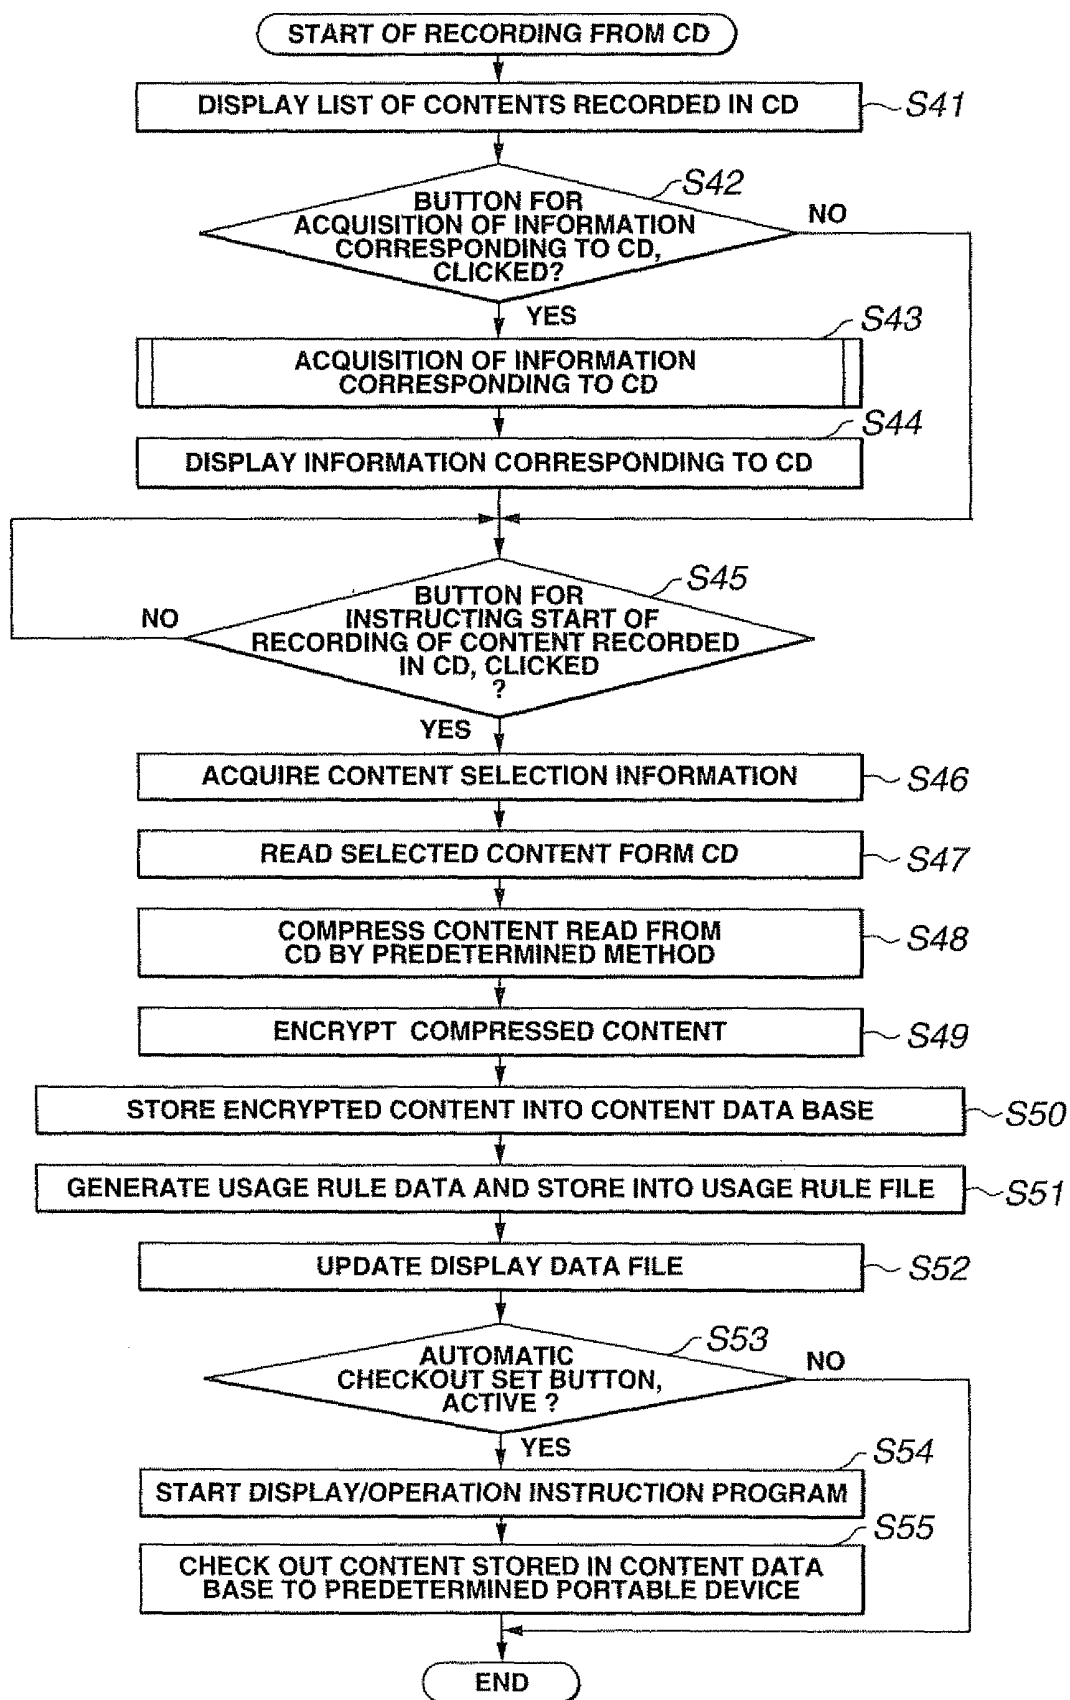 START OF RECORDING FROM CD
DISPLAY LIST OF CONTENTS RECORDED IN CD
S41
S42
BUTTON FOR
ACQUISITION OF INFORMATION
CORRESPONDING TO CD,
CLICKED?
NO
YES
S43
ACQUISITION OF INFORMATION
CORRESPONDING TO CD
S44
DISPLAY INFORMATION CORRESPONDING TO CD
S45
BUTTON FOR
INSTRUCTING START OF
RECORDING OF CONTENT RECORDED
IN CD, CLICKED
?
NO
YES
ACQUIRE CONTENT SELECTION INFORMATION
S46
READ SELECTED CONTENT FORM CD
S47
COMPRESS CONTENT READ FROM
CD BY PREDETERMINED METHOD
S48
ENCRYPT COMPRESSED CONTENT
S49
STORE ENCRYPTED CONTENT INTO CONTENT DATA BASE
S50
GENERATE USAGE RULE DATA AND STORE INTO USAGE RULE FILE
S51
UPDATE DISPLAY DATA FILE
S52
S53
AUTOMATIC
CHECKOUT SET BUTTON,
ACTIVE ?
NO
YES
S54
START DISPLAY/OPERATION INSTRUCTION PROGRAM
S55
CHECK OUT CONTENT STORED IN CONTENT DATA
BASE TO PREDETERMINED PORTABLE DEVICE
END